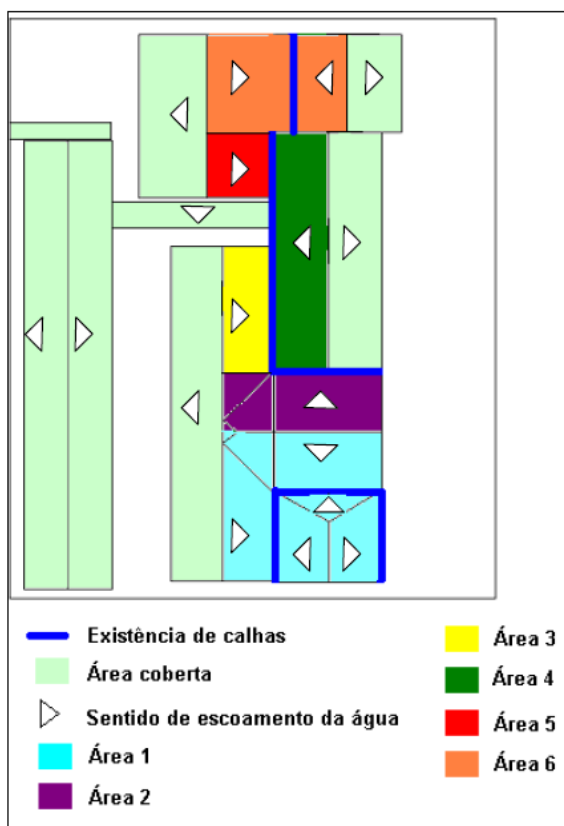 Existência de calhas
Área coberta
Sentido de escoamento da água
Área 1
Área 2
Área 3
Área 4
Área 5
Área 6